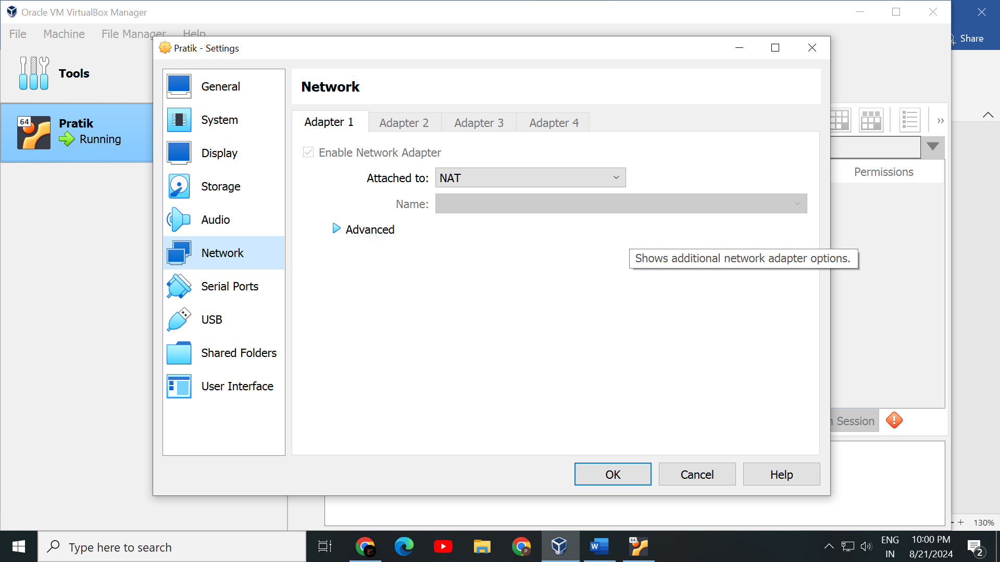 Oracle VM VirtualBox Manager
File Machine File Manager Help
Share
Pratik - Settings
Tools
64
Pratik
Running
General
System
Display
Storage
Audio
Network
Serial Ports
USB
Shared Folders
User Interface
Network
Adapter 1 Adapter 2 Adapter 3 Adapter 4
Enable Network Adapter
Attached to: NAT
Name:
Advanced
Shows additional network adapter options.
Permissions
Session
OK Cancel Help
130%
Type here to search
P
W
64
ENG
IN
10:00 PM
8/21/2024
2